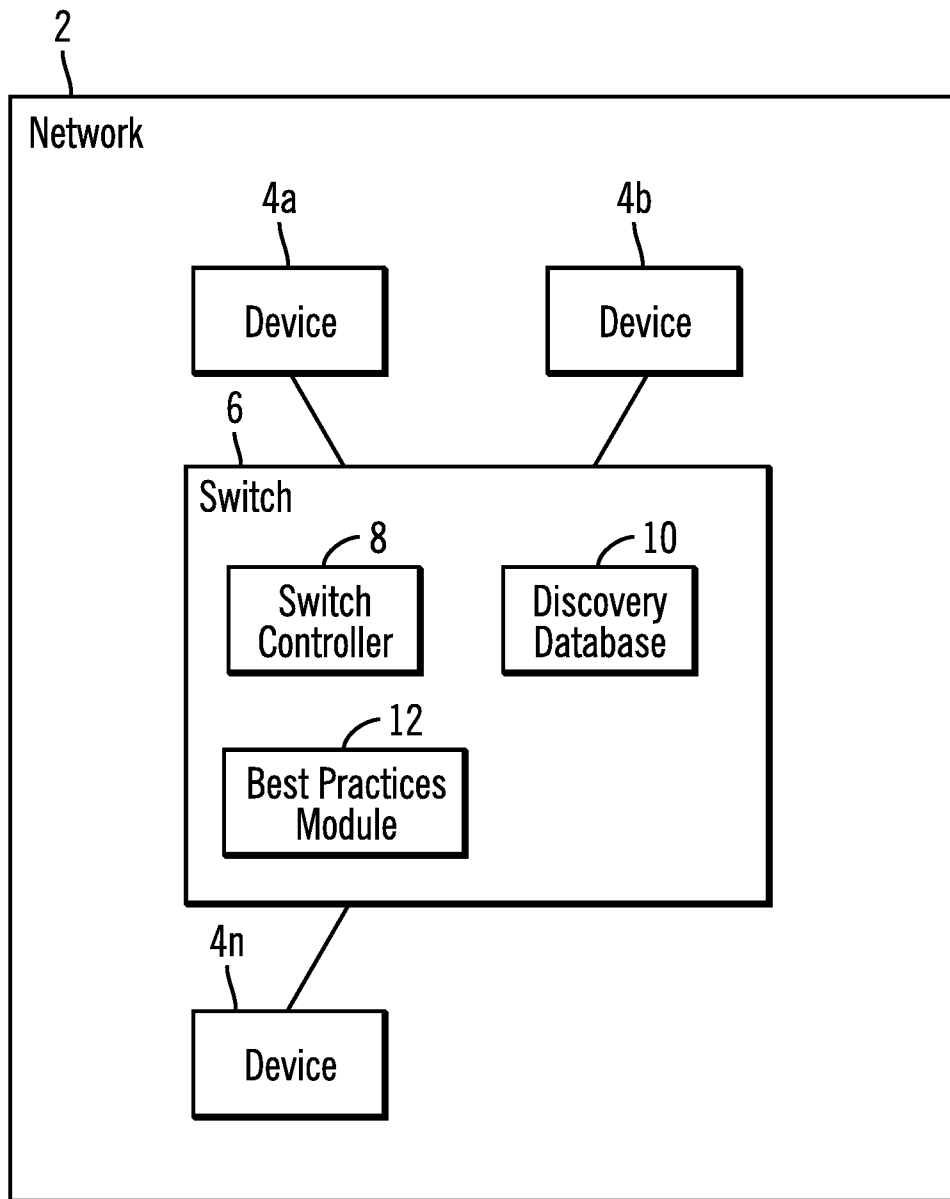 2
Network
4a
4b
Device
Device
6
Switch
8
10
Switch
Controller
Discovery
Database
12
Best Practices
Module
4n
Device